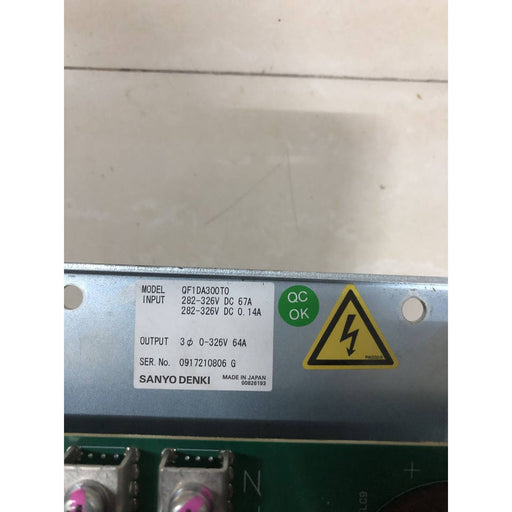 MODEL QF1DA300T0
INPUT 282-326V DC 67A
282-326V DC 0.14A
OUTPUT 3φ 0-326V 64A
SER. No. 0917210806 G
SANYO DENKI MADE IN JAPAN
00828193
QC
OK
N
+